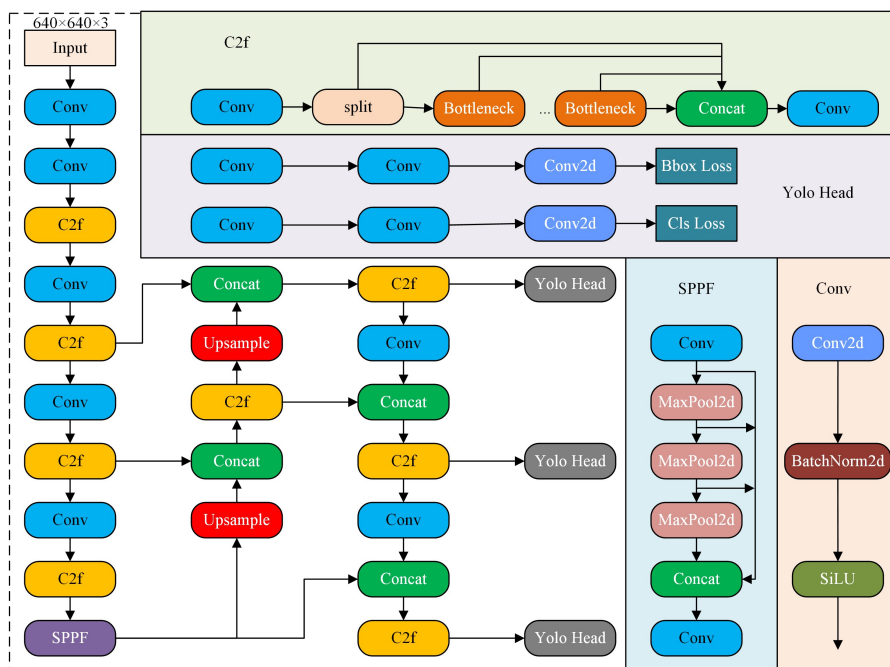 640×640×3
Input
Conv
Conv
C2f
Conv
C2f
Conv
C2f
Conv
C2f
SPPF
C2f
Conv
split
Bottleneck
...
Bottleneck
Concat
Conv
Yolo Head
Conv
Conv
Conv2d
Bbox Loss
Conv
Conv
Conv2d
Cls Loss
Concat
Upsample
C2f
Concat
Upsample
C2f
Conv
Concat
C2f
Conv
Concat
C2f
Yolo Head
Yolo Head
Yolo Head
SPPF
Conv
MaxPool2d
MaxPool2d
MaxPool2d
Concat
Conv
Conv
Conv2d
BatchNorm2d
SiLU